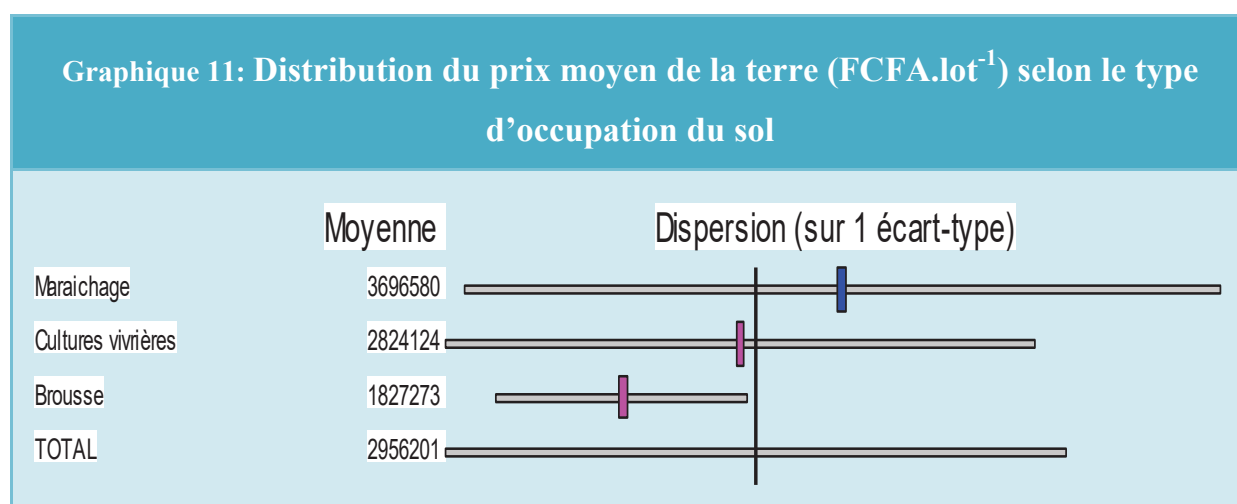 Graphique 11: Distribution du prix moyen de la terre (FCFA.lot-1) selon le type
d’occupation du sol
Moyenne Dispersion (sur 1 écart-type)
Maraichage 3696580
Cultures vivrières 2824124
Brousse 1827273
TOTAL 2956201